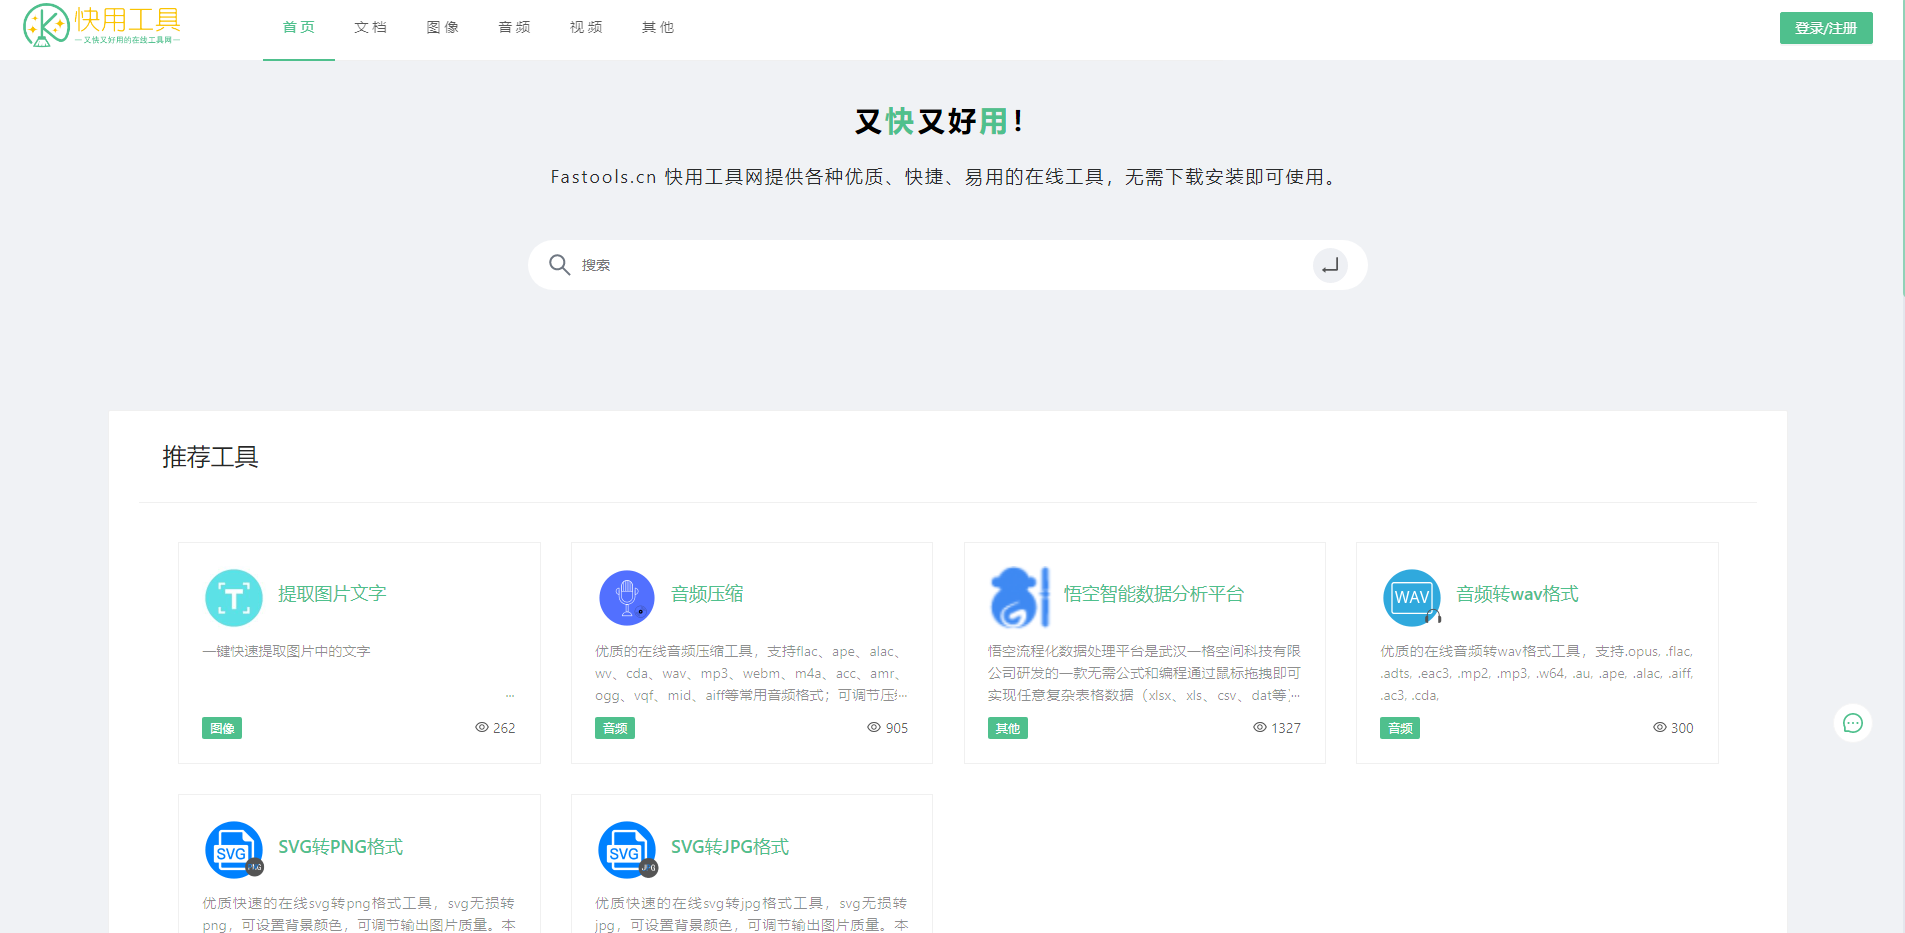 快用工具
—又快又好用的在线工具网—
首页 文档 图像 音频 视频 其他
登录/注册
又快又好用！
Fastools.cn 快用工具网提供各种优质、快捷、易用的在线工具，无需下载安装即可使用。
搜索
推荐工具
提取图片文字
一键快速提取图片中的文字
...
图像 262
音频压缩
优质的在线音频压缩工具，支持flac、ape、alac、
wv、cda、wav、mp3、webm、m4a、acc、amr、
ogg、vqf、mid、aiff等常用音频格式；可调节压...
音频 905
悟空智能数据分析平台
悟空流程化数据处理平台是武汉一格空间科技有限
公司研发的一款无需公式和编程通过鼠标拖拽即可
实现任意复杂表格数据（xlsx、xls、csv、dat等）...
其他 1327
WAV
音频转wav格式
优质的在线音频转wav格式工具，支持.opus, .flac,
.adts, .eac3, .mp2, .mp3, .w64, .au, .ape, .alac, .aiff,
.ac3, .cda,
音频 300
SVG
PNG
SVG转PNG格式
优质快速的在线svg转png格式工具，svg无损转
png，可设置背景颜色，可调节输出图片质量。本
SVG
JPG
SVG转JPG格式
优质快速的在线svg转jpg格式工具，svg无损转
jpg，可设置背景颜色，可调节输出图片质量。本